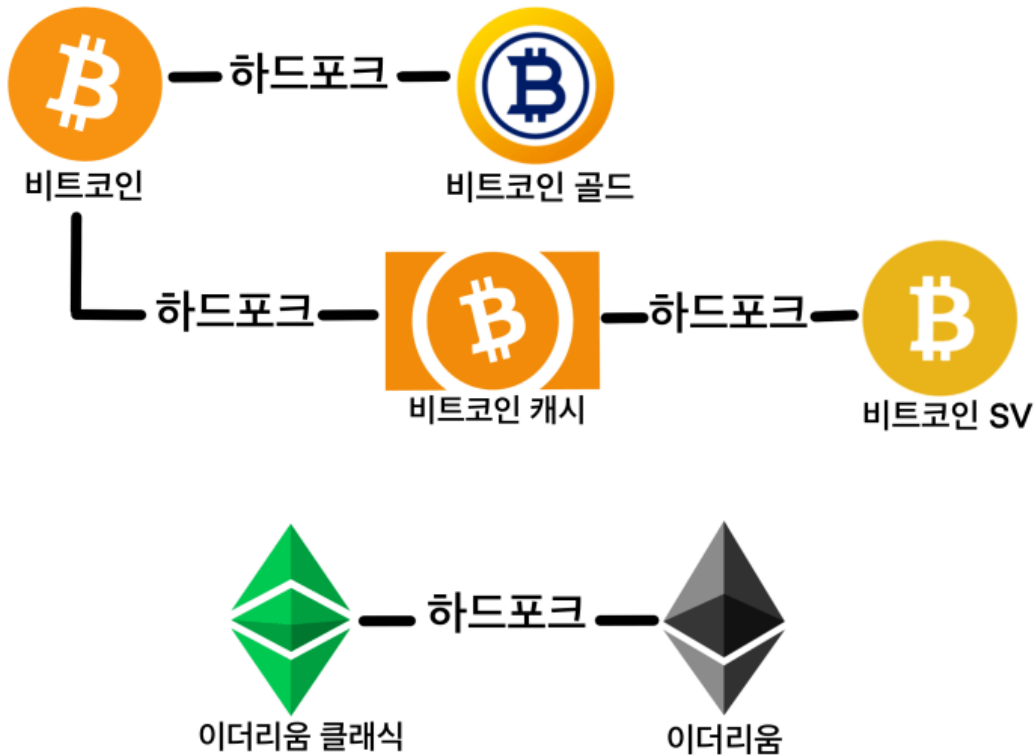 하드포크
비트코인
비트코인 골드
하드포크
하드포크
비트코인 캐시
비트코인 SV
하드포크
이더리움 클래식
이더리움